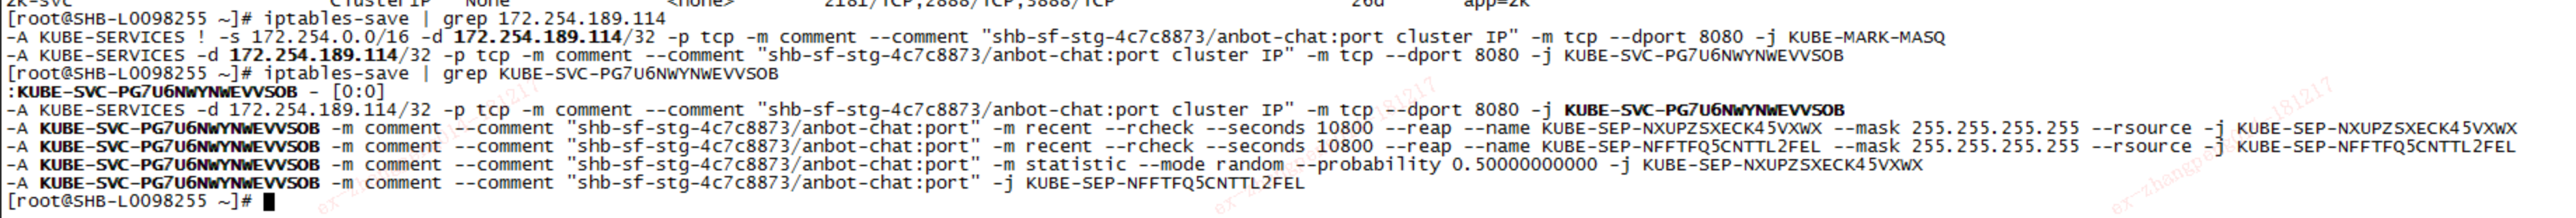 2k-svc ClusterIP None <none> 2181/TCP,2888/TCP,3888/TCP 26d app=zk
[root@SHB-L0098255 ~]# iptables-save | grep 172.254.189.114
-A KUBE-SERVICES ! -s 172.254.0.0/16 -d 172.254.189.114/32 -p tcp -m comment --comment "shb-sf-stg-4c7c8873/anbot-chat:port cluster IP" -m tcp --dport 8080 -j KUBE-MARK-MASQ
-A KUBE-SERVICES -d 172.254.189.114/32 -p tcp -m comment --comment "shb-sf-stg-4c7c8873/anbot-chat:port cluster IP" -m tcp --dport 8080 -j KUBE-SVC-PG7U6NWYNWEVVSOB
[root@SHB-L0098255 ~]# iptables-save | grep KUBE-SVC-PG7U6NWYNWEVVSOB
:KUBE-SVC-PG7U6NWYNWEVVSOB - [0:0]
-A KUBE-SERVICES -d 172.254.189.114/32 -p tcp -m comment --comment "shb-sf-stg-4c7c8873/anbot-chat:port cluster IP" -m tcp --dport 8080 -j KUBE-SVC-PG7U6NWYNWEVVSOB
-A KUBE-SVC-PG7U6NWYNWEVVSOB -m comment --comment "shb-sf-stg-4c7c8873/anbot-chat:port" -m recent --rcheck --seconds 10800 --reap --name KUBE-SEP-NXUPZSXECK45VXWX --mask 255.255.255.255 --rsource -j KUBE-SEP-NXUPZSXECK45VXWX
-A KUBE-SVC-PG7U6NWYNWEVVSOB -m comment --comment "shb-sf-stg-4c7c8873/anbot-chat:port" -m recent --rcheck --seconds 10800 --reap --name KUBE-SEP-NFFTFQ5CNTTL2FEL --mask 255.255.255.255 --rsource -j KUBE-SEP-NFFTFQ5CNTTL2FEL
-A KUBE-SVC-PG7U6NWYNWEVVSOB -m comment --comment "shb-sf-stg-4c7c8873/anbot-chat:port" -m statistic --mode random --probability 0.50000000000 -j KUBE-SEP-NXUPZSXECK45VXWX
-A KUBE-SVC-PG7U6NWYNWEVVSOB -m comment --comment "shb-sf-stg-4c7c8873/anbot-chat:port" -j KUBE-SEP-NFFTFQ5CNTTL2FEL
[root@SHB-L0098255 ~]#